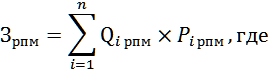 З_рпм = ∑_{i=1}^{n} Q_{i рпм} × P_{i рпм}, где